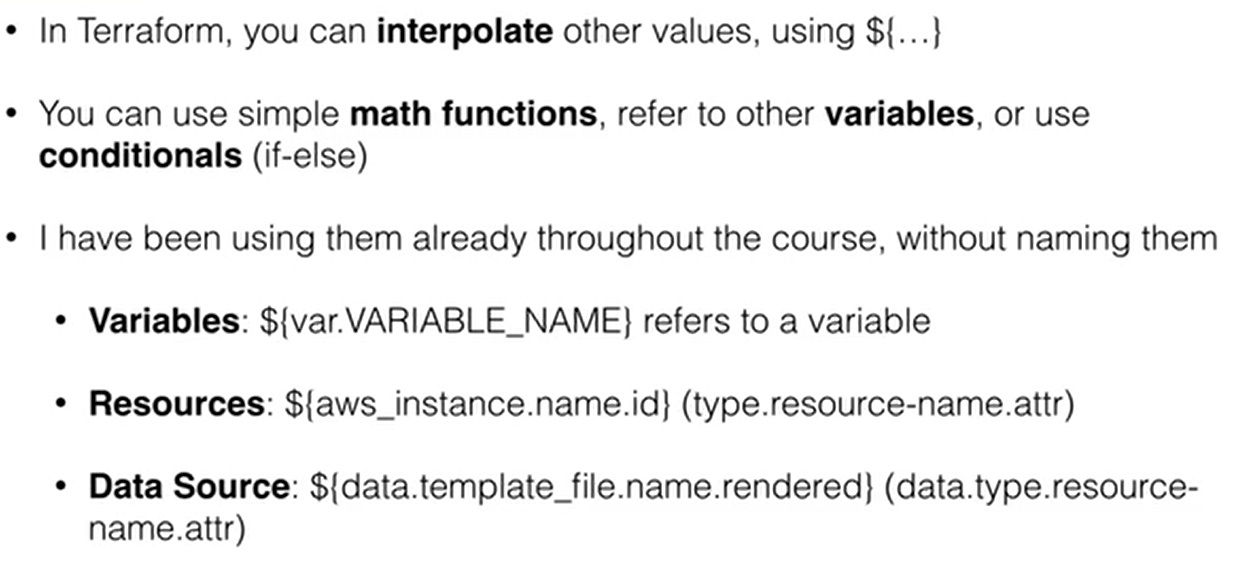 • In Terraform, you can interpolate other values, using ${...}
• You can use simple math functions, refer to other variables, or use
conditionals (if-else)
• I have been using them already throughout the course, without naming them
• Variables: ${var.VARIABLE_NAME} refers to a variable
• Resources: ${aws_instance.name.id} (type.resource-name.attr)
• Data Source: ${data.template_file.name.rendered} (data.type.resource-
name.attr)